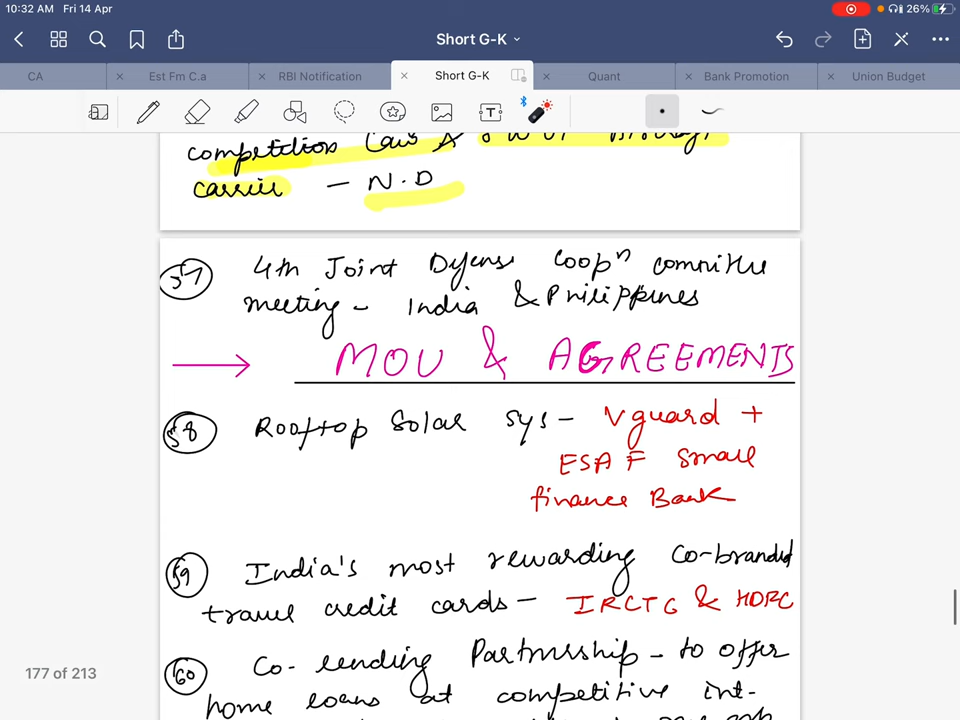 10:32 AM Fri 14 Apr
26%
Short G-K
CA
Est Fm C.a
RBI Notification
Short G-K
Quant
Bank Promotion
Union Budget
competition Law &
carrier - N.D
57 4th Joint Defense Coopn committee
meeting - India & Philippines
→ MOU & AGREEMENTS
58 Rooftop Solar sys - Vguard +
ESAF Small
finance Bank
59 India's most rewarding Co-branded
travel credit cards - IRCTC & HDFC
60 Co-lending Partnership - to offer
home loans at competitive int-
177 of 213